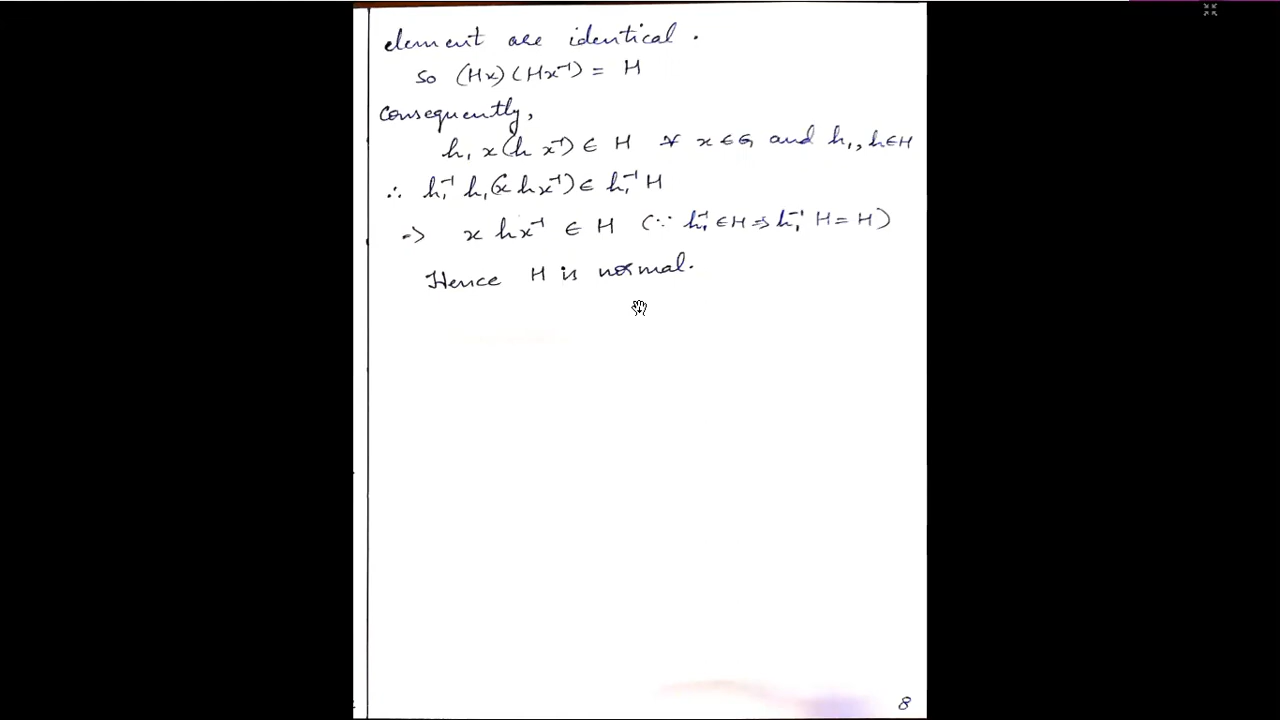 element are identical.
So (Hx)(Hx⁻¹) = H
Consequently,
h₁ x(h x⁻¹) ∈ H ∀ x ∈ G and h₁, h ∈ H
∴ h₁⁻¹ h₁(x h x⁻¹) ∈ h₁⁻¹ H
⇒ x h x⁻¹ ∈ H (∵ h₁⁻¹ ∈ H ⇒ h₁⁻¹ H = H)
Hence H is normal.
8